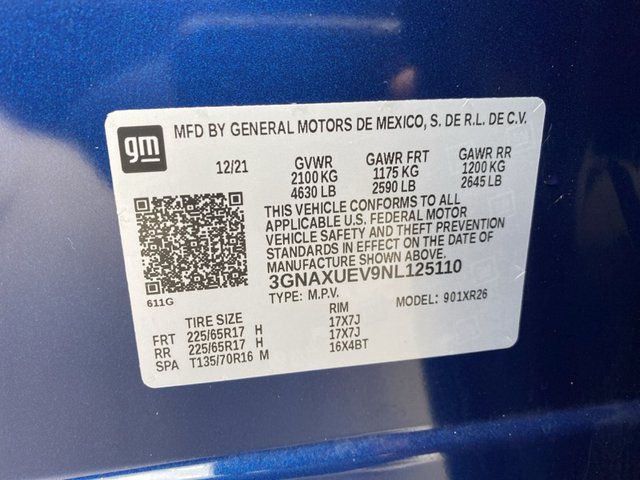 gm
MFD BY GENERAL MOTORS DE MEXICO, S. DE R.L. DE C.V.
12/21 GVWR GAWR FRT GAWR RR
2100 KG 1175 KG 1200 KG
4630 LB 2590 LB 2645 LB
THIS VEHICLE CONFORMS TO ALL
APPLICABLE U.S. FEDERAL MOTOR
VEHICLE SAFETY AND THEFT PREVENTION
STANDARDS IN EFFECT ON THE DATE OF
MANUFACTURE SHOWN ABOVE.
3GNAXUEV9NL125110
611G
TYPE: M.P.V. MODEL: 901XR26
TIRE SIZE RIM
FRT 225/65R17 H 17X7J
RR 225/65R17 H 17X7J
SPA T135/70R16 M 16X4BT